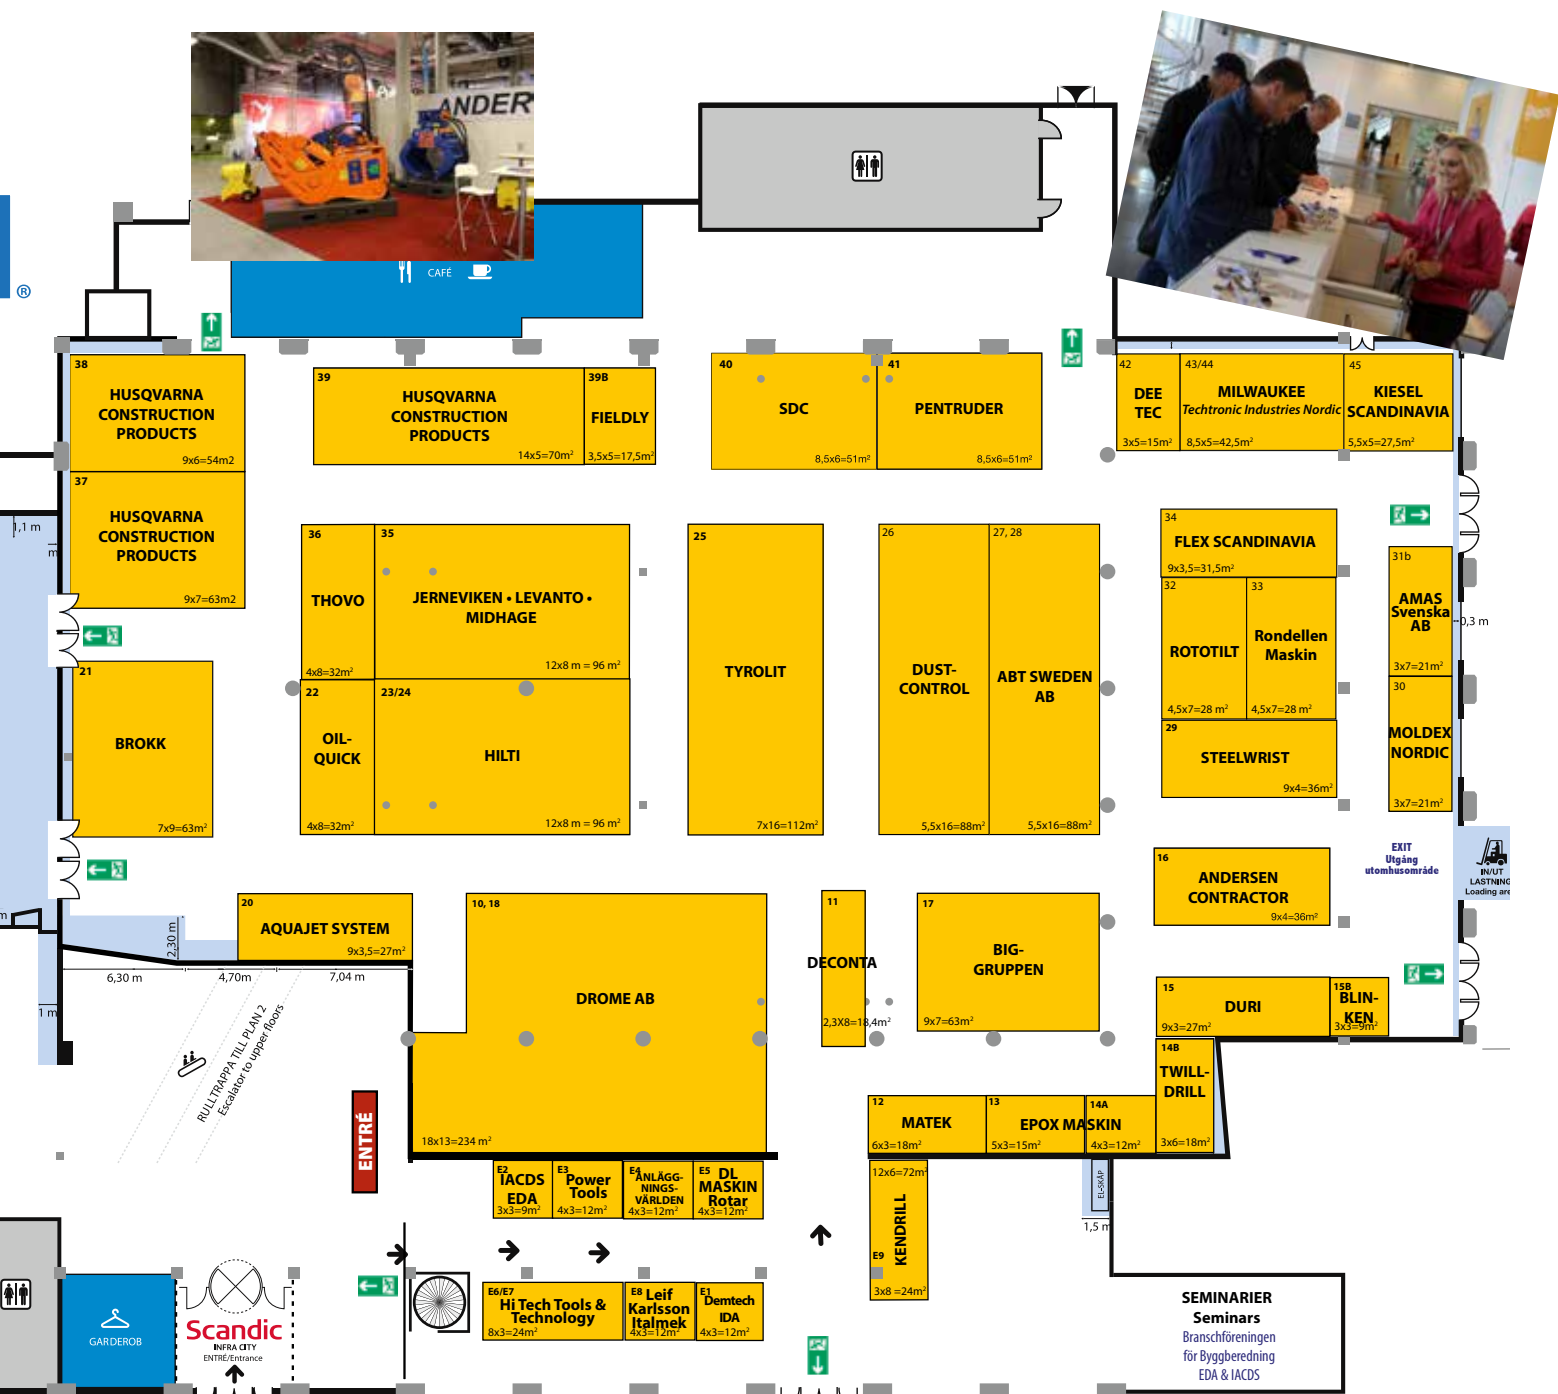 ANDER
®
CAFÉ
38
HUSQVARNA
CONSTRUCTION
PRODUCTS
9x6=54m2
37
HUSQVARNA
CONSTRUCTION
PRODUCTS
9x7=63m2
39
HUSQVARNA
CONSTRUCTION
PRODUCTS
14x5=70m²
39B
FIELDLY
3,5x5=17,5m²
40
SDC
8,5x6=51m²
41
PENTRUDER
8,5x6=51m²
42
DEE
TEC
3x5=15m²
43/44
MILWAUKEE
Techtronic Industries Nordic
8,5x5=42,5m²
45
KIESEL
SCANDINAVIA
5,5x5=27,5m²
1,1 m
m
36
THOVO
4x8=32m²
35
JERNEVIKEN • LEVANTO •
MIDHAGE
12x8 m = 96 m²
25
TYROLIT
7x16=112m²
26
DUST-
CONTROL
5,5x16=88m²
27, 28
ABT SWEDEN
AB
5,5x16=88m²
34
FLEX SCANDINAVIA
9x3,5=31,5m²
32
ROTOTILT
4,5x7=28 m²
33
Rondellen
Maskin
4,5x7=28 m²
31b
AMAS
Svenska
AB
3x7=21m²
0,3 m
30
MOLDEX
NORDIC
3x7=21m²
29
STEELWRIST
9x4=36m²
21
BROKK
7x9=63m²
22
OIL-
QUICK
4x8=32m²
23/24
HILTI
12x8 m = 96 m²
16
ANDERSEN
CONTRACTOR
9x4=36m²
EXIT
Utgång
utomhusområde
IN/UT
LASTNING
Loading are
20
AQUAJET SYSTEM
9x3,5=27m²
m
2,30 m
6,30 m
4,70m
7,04 m
1 m
10, 18
DROME AB
18x13=234 m²
11
DECONTA
2,3X8=18,4m²
17
BIG-
GRUPPEN
9x7=63m²
15
DURI
9x3=27m²
15B
BLIN-
KEN
3x3=9m²
14B
TWILL-
DRILL
3x6=18m²
RULLTRAPPA TILL PLAN 2
Escalator to upper floors
ENTRÉ
12
MATEK
6x3=18m²
13
14A
EPOX MASKIN
5x3=15m²
4x3=12m²
E2
IACDS
EDA
3x3=9m²
E3
Power
Tools
4x3=12m²
E4
ANLÄGG-
NINGS-
VÄRLDEN
4x3=12m²
E5
DL
MASKIN
Rotar
4x3=12m²
12x6=72m²
KENDRILL
E9
3x8 =24m²
EL-SKÅP
1,5 m
E6/E7
Hi Tech Tools &
Technology
8x3=24m²
E8
Leif
Karlsson
Italmek
4x3=12m²
E1
Demtech
IDA
4x3=12m²
GARDEROB
Scandic
INFRA CITY
ENTRÉ/Entrance
SEMINARIER
Seminars
Branschföreningen
för Byggberedning
EDA & IACDS